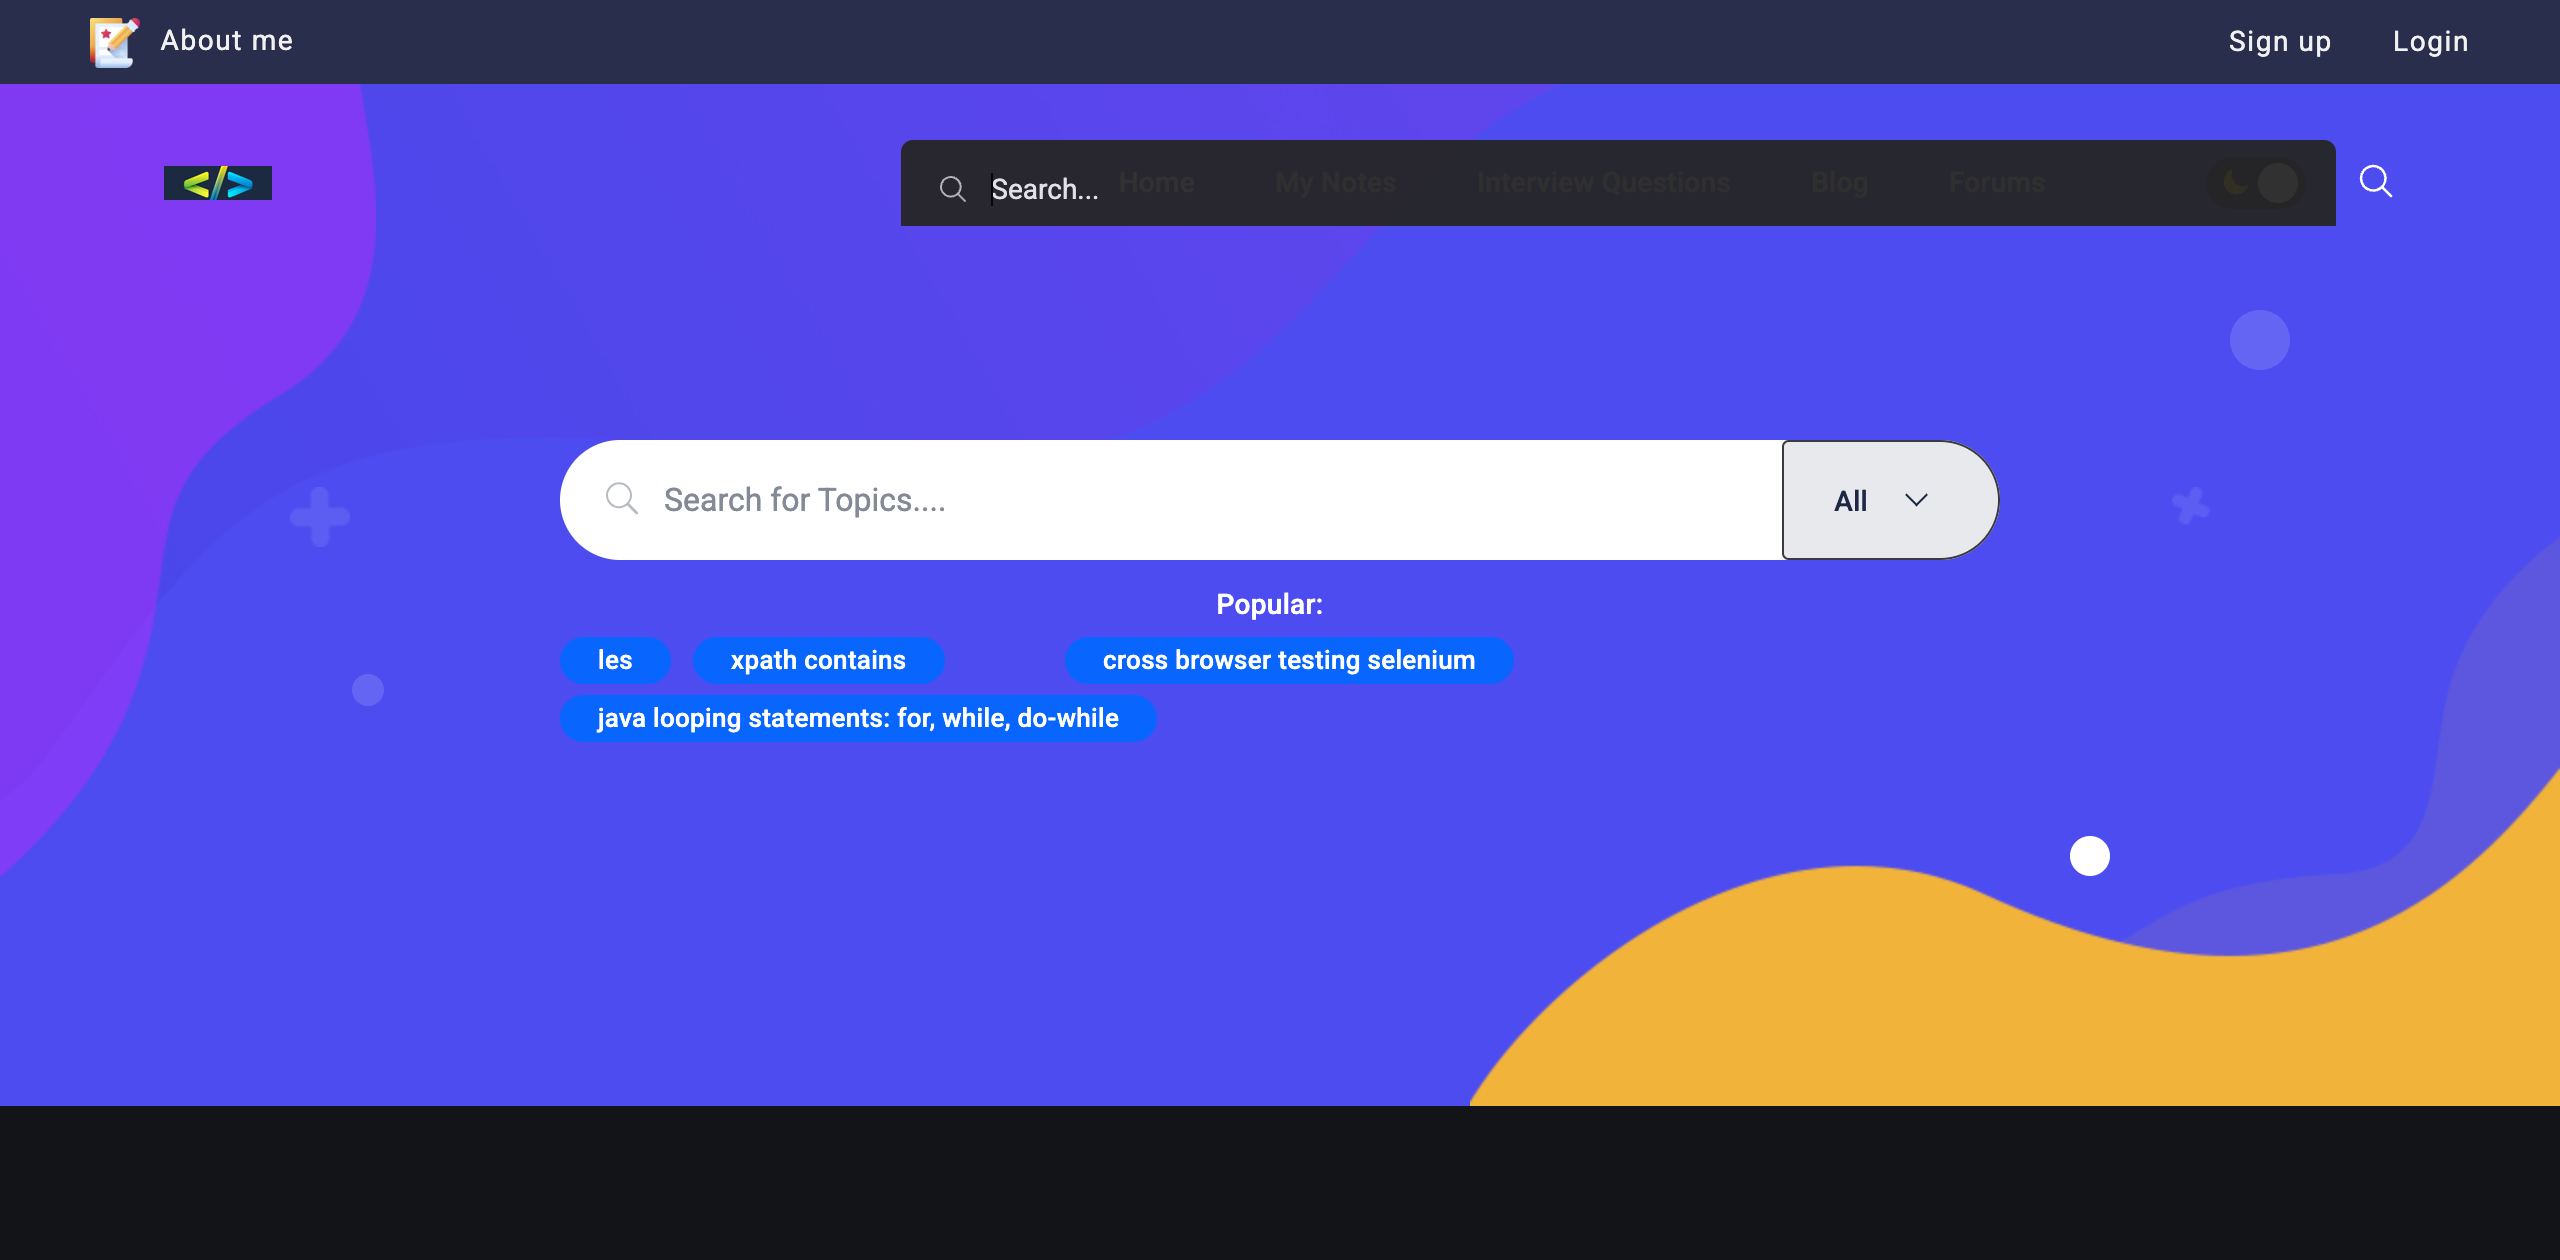 About me
Sign up
Login
</>
Search...
Home
My Notes
Interview Questions
Blog
Forums
Search for Topics....
All
Popular:
les
xpath contains
cross browser testing selenium
java looping statements: for, while, do-while